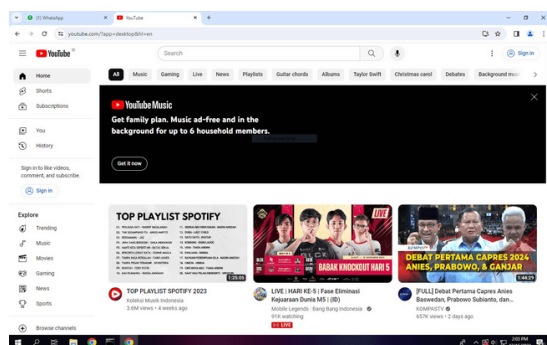 (1) WhatsApp
YouTube
youtube.com/?app=desktop&hl=en
YouTube
Search
Sign in
Home
Shorts
Subscriptions
You
History
Sign in to like videos,
comment, and subscribe.
Sign in
Explore
Trending
Music
Movies
Gaming
News
Sports
Browse channels
All
Music
Gaming
Live
News
Playlists
Guitar chords
Albums
Taylor Swift
Christmas carol
Debates
Background mus
YouTube Music
Get family plan. Music ad-free and in the
background for up to 6 household members.
Get it now
TOP PLAYLIST SPOTIFY
1:25:05
TOP PLAYLIST SPOTIFY 2023
Koleksi Musik Indonesia
3.6M views • 4 weeks ago
LIVE
BABAK KNOCKOUT HARI 5
LIVE | HARI KE-5 | Fase Eliminasi
Kejuaraan Dunia M5 | (ID)
Mobile Legends: Bang Bang Indonesia
91K watching
LIVE
KOMPASTV
DEBAT PERTAMA CAPRES 2024
ANIES, PRABOWO, & GANJAR
1:44:29
[FULL] Debat Pertama Capres Anies
Baswedan, Prabowo Subianto, dan...
KOMPASTV
657K views • 2 days ago
2:03 PM